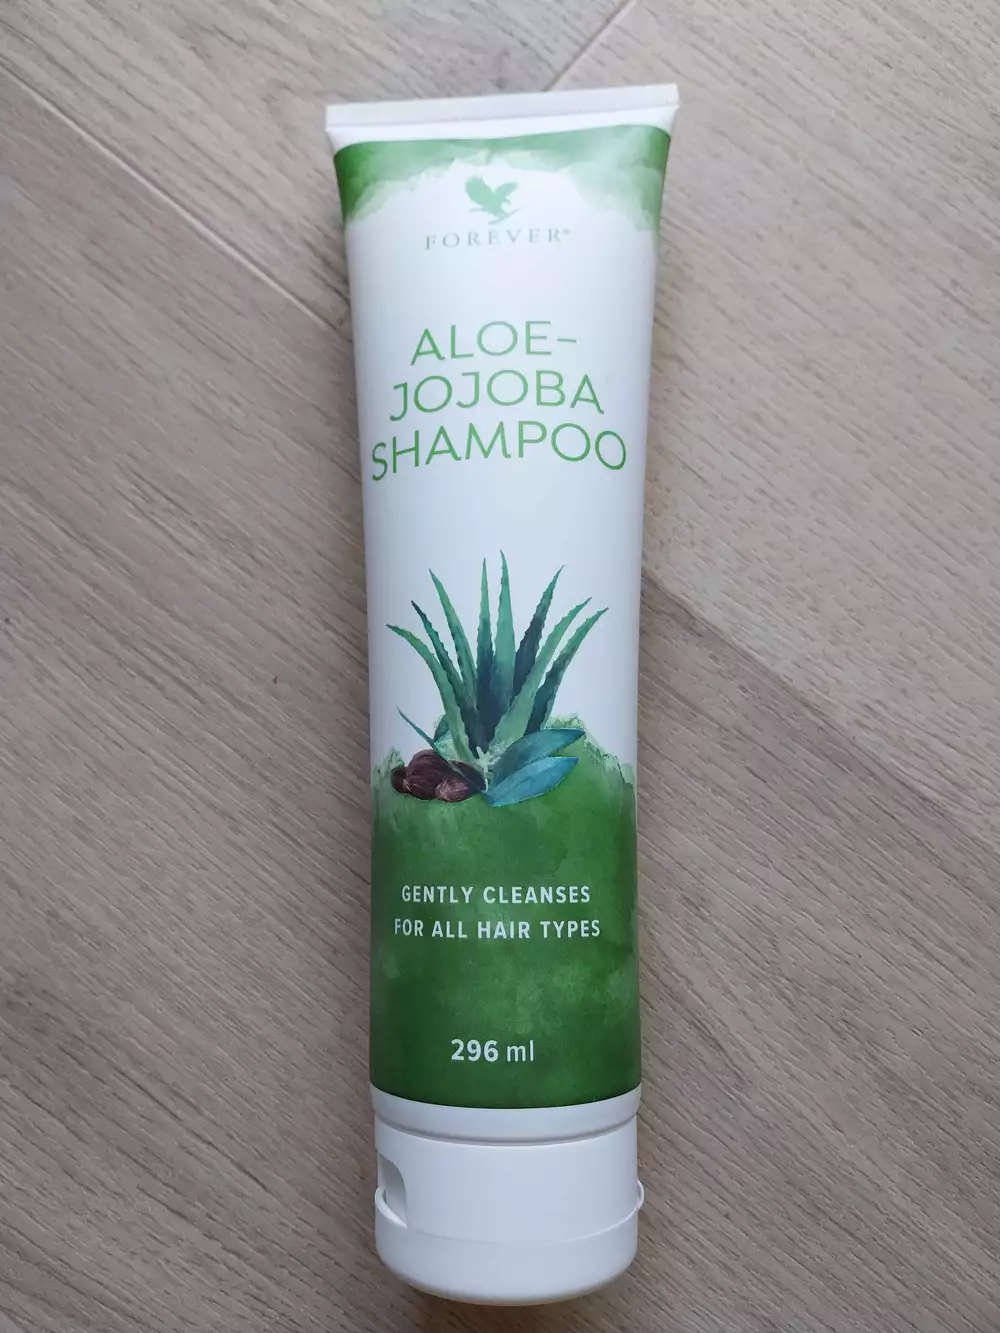 FOREVER®
ALOE-
JOJOBA
SHAMPOO
GENTLY CLEANSES
FOR ALL HAIR TYPES
296 ml